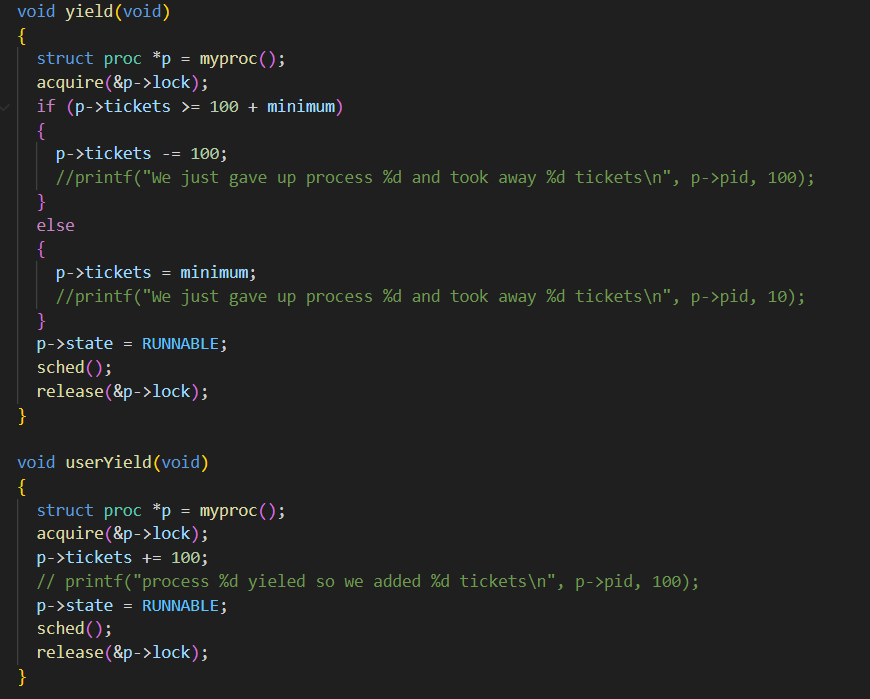 void yield(void)
{
  struct proc *p = myproc();
  acquire(&p->lock);
  if (p->tickets >= 100 + minimum)
  {
    p->tickets -= 100;
    //printf("We just gave up process %d and took away %d tickets\n", p->pid, 100);
  }
  else
  {
    p->tickets = minimum;
    //printf("We just gave up process %d and took away %d tickets\n", p->pid, 10);
  }
  p->state = RUNNABLE;
  sched();
  release(&p->lock);
}

void userYield(void)
{
  struct proc *p = myproc();
  acquire(&p->lock);
  p->tickets += 100;
  // printf("process %d yieled so we added %d tickets\n", p->pid, 100);
  p->state = RUNNABLE;
  sched();
  release(&p->lock);
}